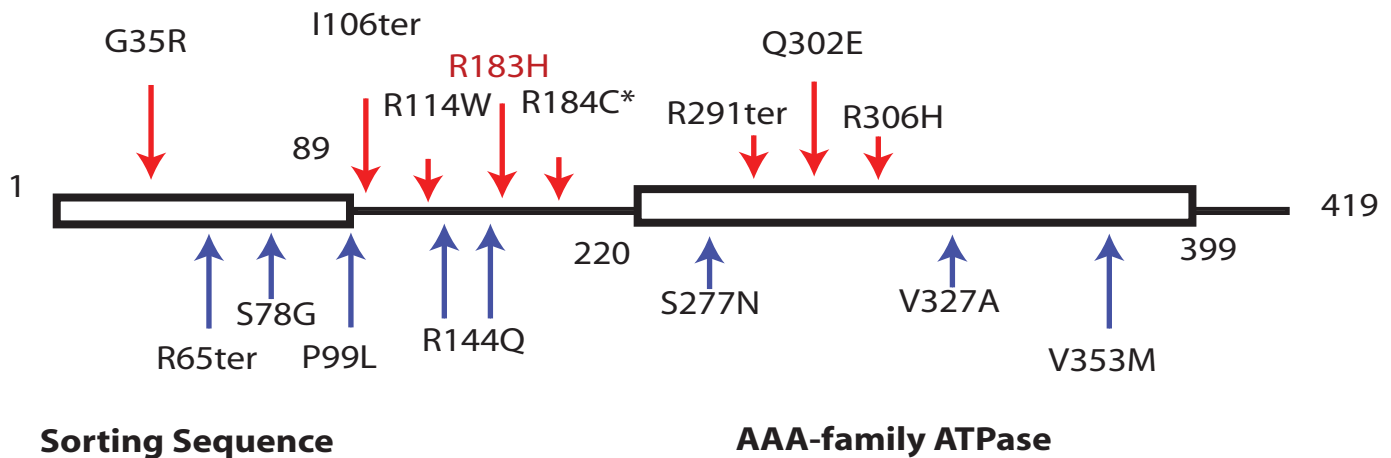 I106ter
G35R
Q302E
R183H
R114W
R184C*
R291ter
R306H
89
1
419
220
399
S277N
V327A
S78G
R65ter
P99L
R144Q
V353M
Sorting Sequence
AAA-family ATPase